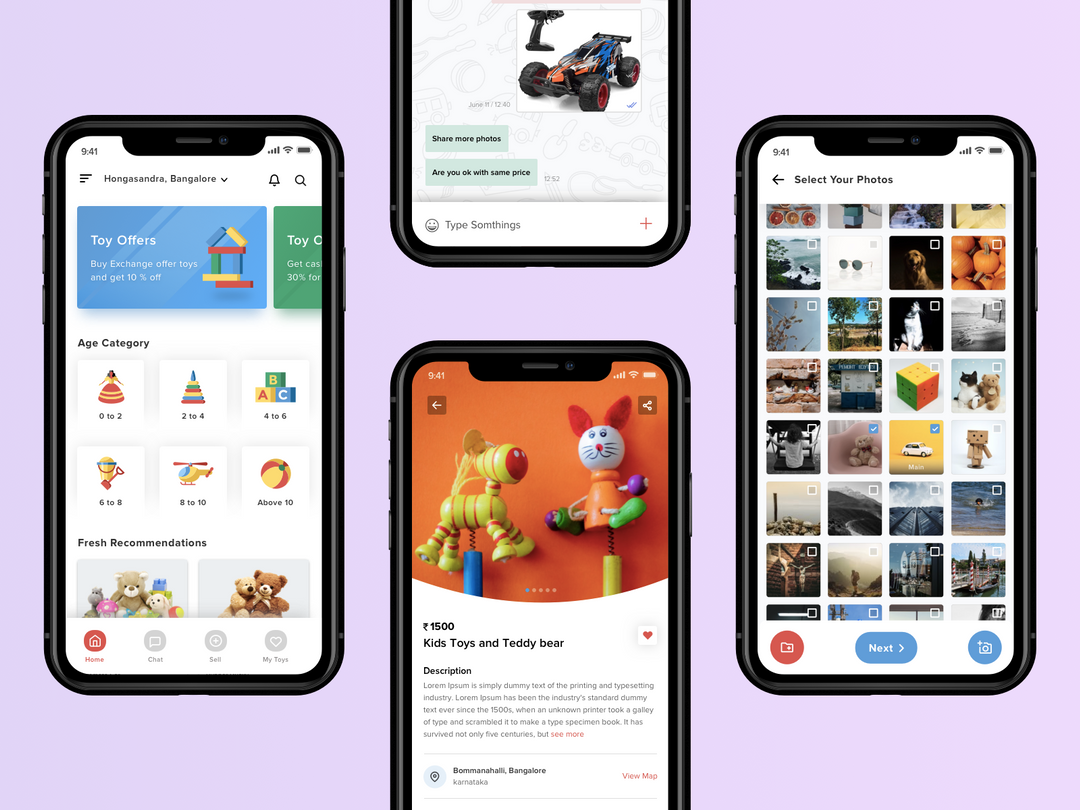 9:41
Hongasandra, Bangalore
Toy Offers
Buy Exchange offer toys
and get 10 % off
Toy O
Get cas
30% for
Age Category
0 to 2
2 to 4
B
A C
4 to 6
6 to 8
8 to 10
Above 10
Fresh Recommendations
Home
Chat
Sell
My Toys
June 11 / 12:40
Share more photos
Are you ok with same price
12:52
Type Somthings
9:41
₹ 1500
Kids Toys and Teddy bear
Description
Lorem Ipsum is simply dummy text of the printing and typesetting
industry. Lorem Ipsum has been the industry's standard dummy
text ever since the 1500s, when an unknown printer took a galley
of type and scrambled it to make a type specimen book. It has
survived not only five centuries, but see more
Bommanahalli, Bangalore
karnataka
View Map
9:41
Select Your Photos
Main
Next